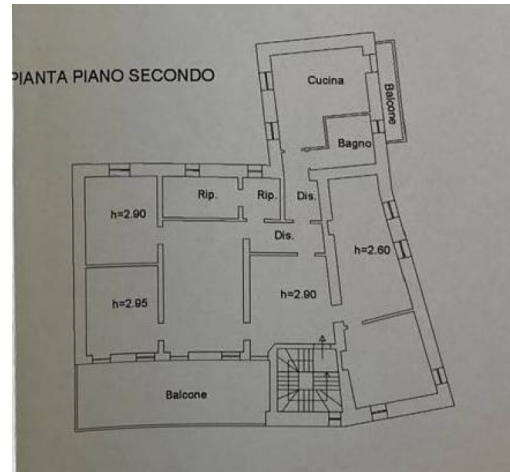 PIANTA PIANO SECONDO
Cucina
Balcone
Bagno
Rip.
Rip.
Dis.
h=2.90
Dis.
h=2.60
h=2.95
h=2.90
Balcone